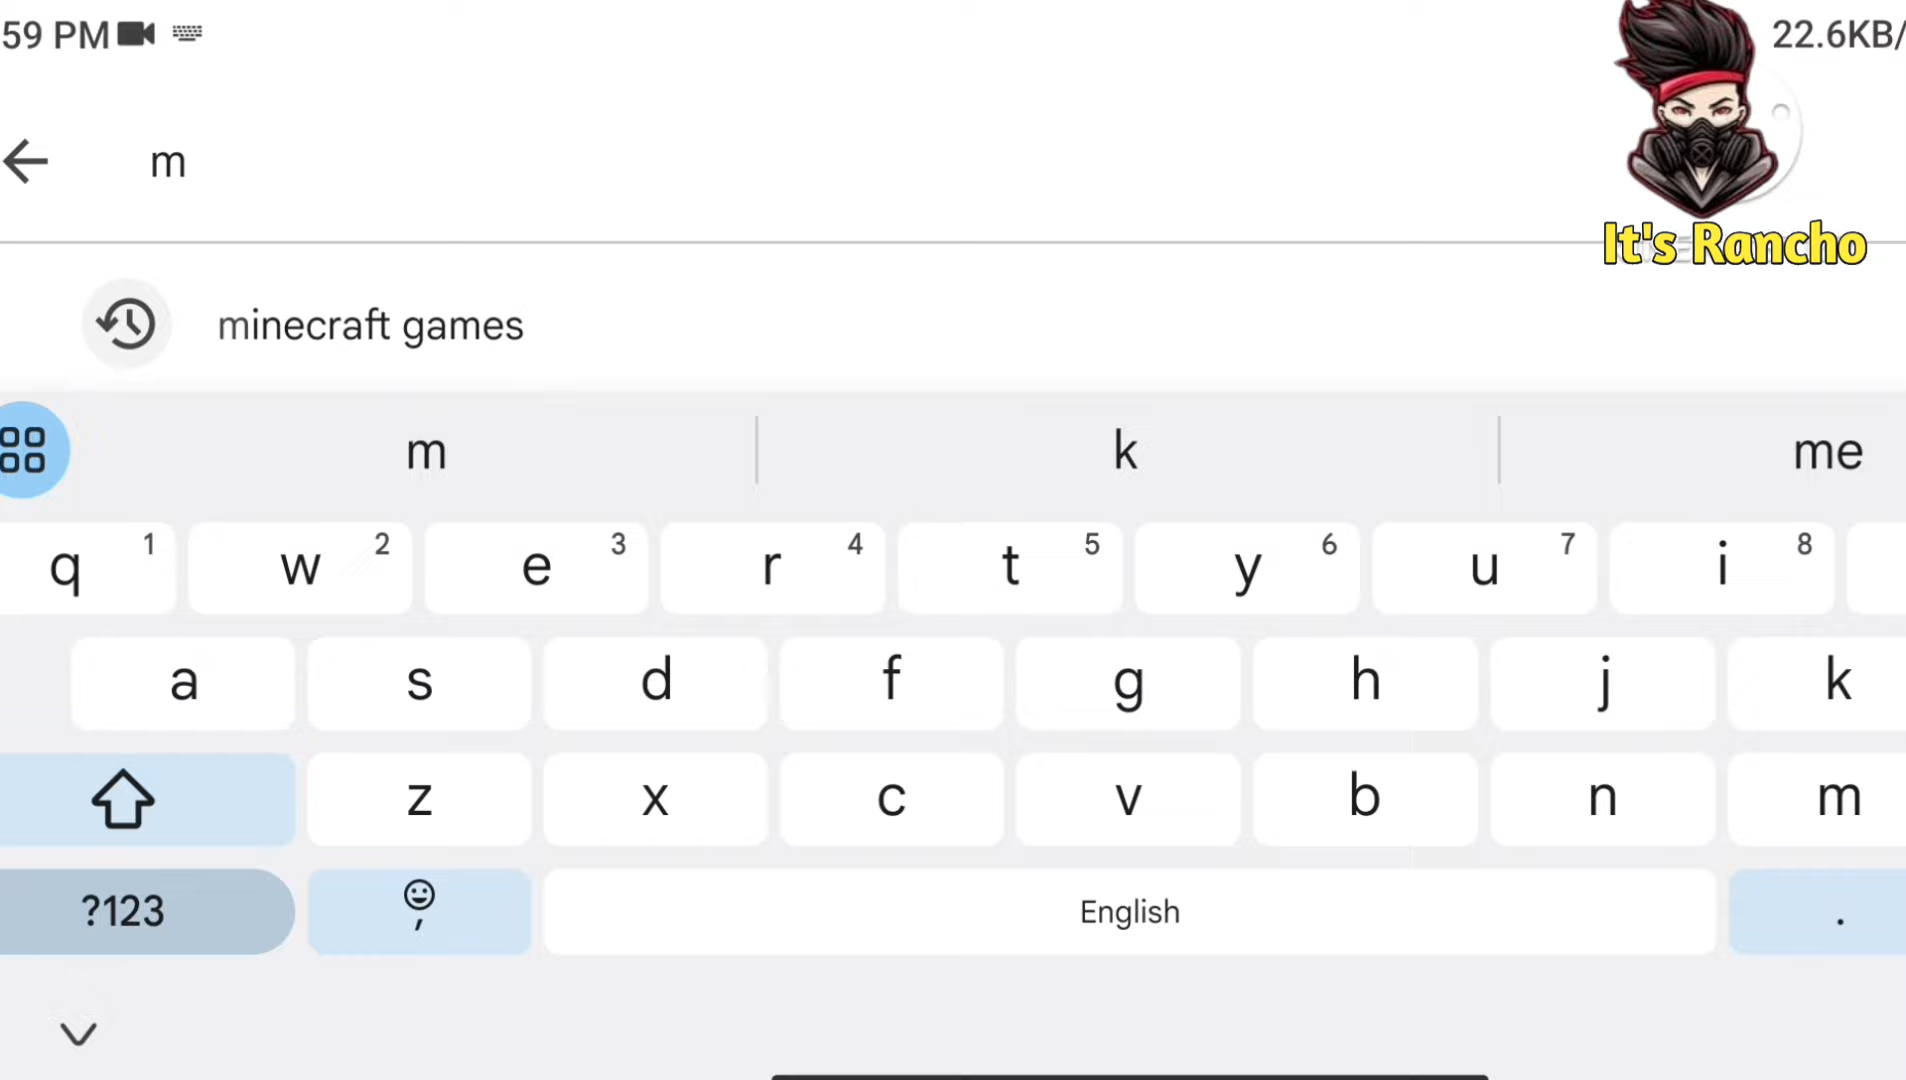 59 PM
22.6KB/
m
It's Rancho
minecraft games
m k me
q 1 w 2 e 3 r 4 t 5 y 6 u 7 i 8
a s d f g h j k
z x c v b n m
?123 , English .